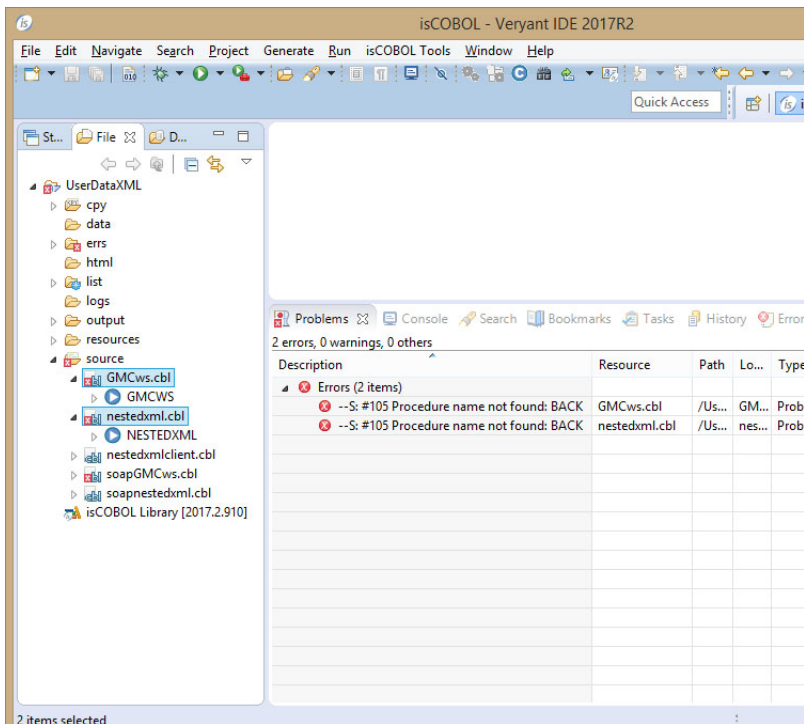 isCOBOL - Veryant IDE 2017R2
File Edit Navigate Search Project Generate Run isCOBOL Tools Window Help
Quick Access
St... File D...
UserDataXML
cpy
data
errs
html
list
logs
output
resources
source
GMCws.cbl
GMCWS
nestedxml.cbl
NESTEDXML
nestedxmlclient.cbl
soapGMCws.cbl
soapnestedxml.cbl
isCOBOL Library [2017.2.910]
Problems Console Search Bookmarks Tasks History Error
2 errors, 0 warnings, 0 others
Description Resource Path Lo... Type
Errors (2 items)
--S: #105 Procedure name not found: BACK GMCws.cbl /Us... GM... Prob
--S: #105 Procedure name not found: BACK nestedxml.cbl /Us... nes... Prob
2 items selected